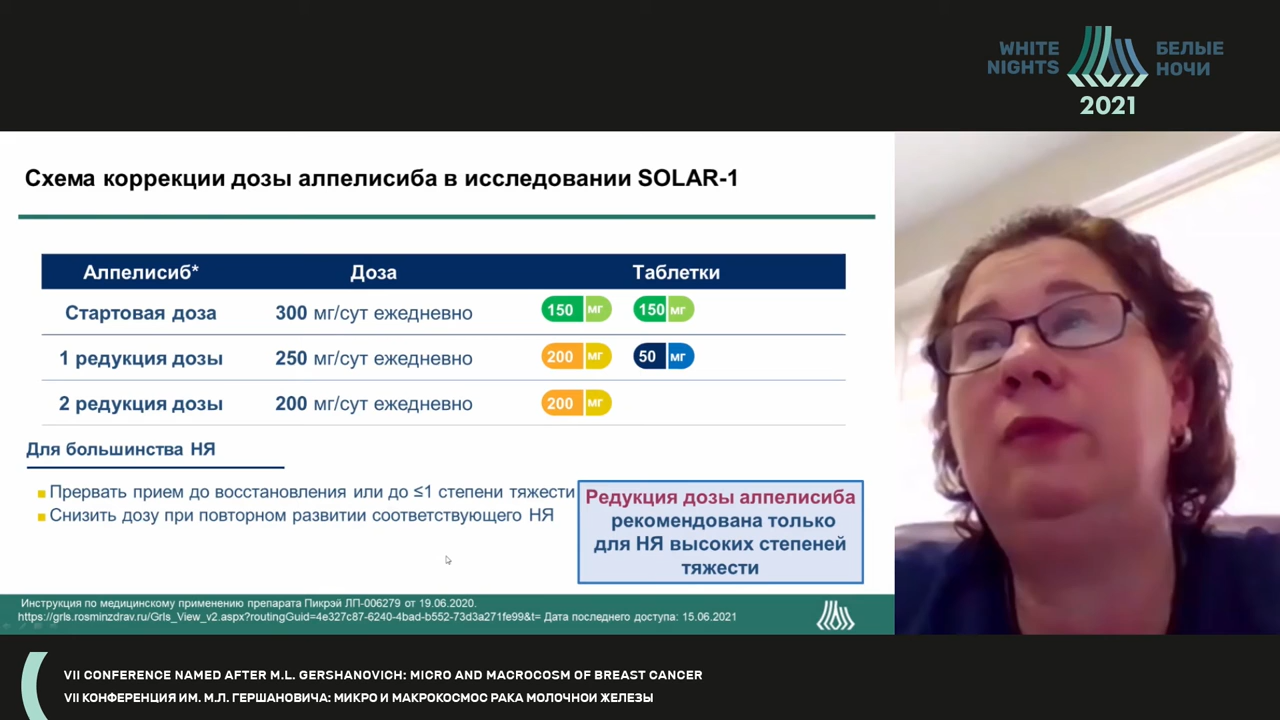 WHITE
NIGHTS
БЕЛЫЕ
НОЧИ
2021
Схема коррекции дозы алпелисиба в исследовании SOLAR-1
Алпелисиб* Доза Таблетки
Стартовая доза 300 мг/сут ежедневно 150 мг 150 мг
1 редукция дозы 250 мг/сут ежедневно 200 мг 50 мг
2 редукция дозы 200 мг/сут ежедневно 200 мг
Для большинства НЯ
Прервать прием до восстановления или до ≤1 степени тяжести
Снизить дозу при повторном развитии соответствующего НЯ
Редукция дозы алпелисиба
рекомендована только
для НЯ высоких степеней
тяжести
Инструкция по медицинскому применению препарата Пикрэй ЛП-006279 от 19.06.2020.
https://grls.rosminzdrav.ru/Grls_View_v2.aspx?routingGuid=4e327c87-6240-4bad-b552-73d3a271fe99&t= Дата последнего доступа: 15.06.2021
VII CONFERENCE NAMED AFTER M.L. GERSHANOVICH: MICRO AND MACROCOSM OF BREAST CANCER
VII КОНФЕРЕНЦИЯ ИМ. М.Л. ГЕРШАНОВИЧА: МИКРО И МАКРОКОСМОС РАКА МОЛОЧНОЙ ЖЕЛЕЗЫ